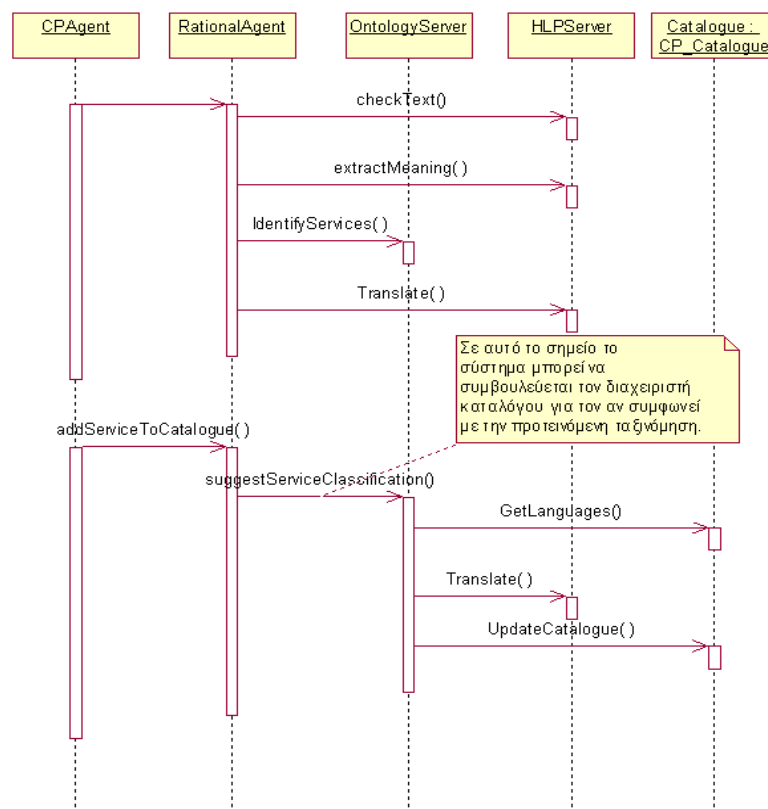 CPAgent
RationalAgent
OntologyServer
HLPServer
Catalogue :
CP_Catalogue
checkText()
extractMeaning( )
IdentifyServices( )
Translate( )
Σε αυτό το σημείο το
σύστημα μπορεί να
συμβουλεύεται τον διαχειριστή
καταλόγου για τον αν συμφωνεί
με την προτεινόμενη ταξινόμηση.
addServiceToCatalogue( )
suggestServiceClassification()
GetLanguages()
Translate( )
UpdateCatalogue( )